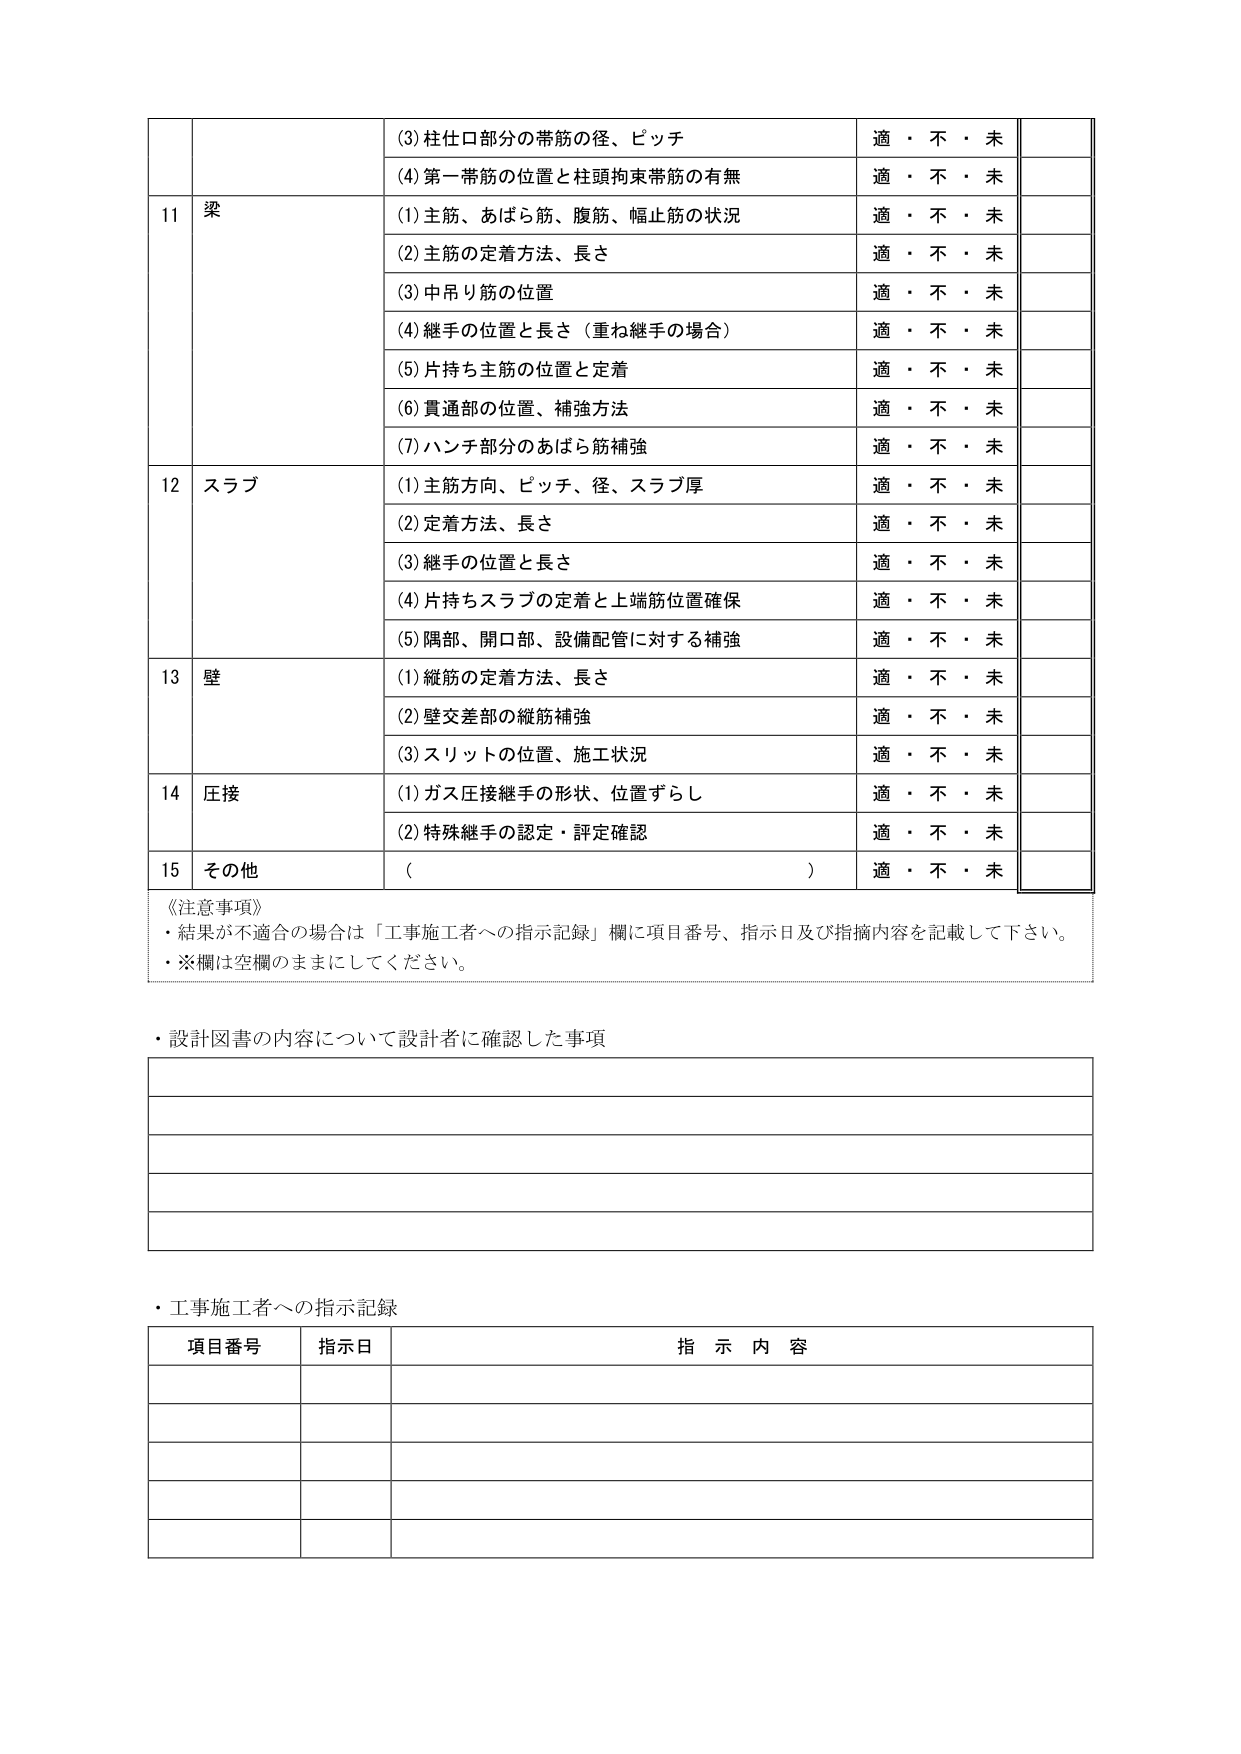 (3)柱仕口部分の帯筋の径、ピッチ 適 ・ 不 ・ 未
(4)第一帯筋の位置と柱頭拘束帯筋の有無 適 ・ 不 ・ 未
11 梁 (1)主筋、あばら筋、腹筋、幅止筋の状況 適 ・ 不 ・ 未
(2)主筋の定着方法、長さ 適 ・ 不 ・ 未
(3)中吊り筋の位置 適 ・ 不 ・ 未
(4)継手の位置と長さ（重ね継手の場合） 適 ・ 不 ・ 未
(5)片持ち主筋の位置と定着 適 ・ 不 ・ 未
(6)貫通部の位置、補強方法 適 ・ 不 ・ 未
(7)ハンチ部分のあばら筋補強 適 ・ 不 ・ 未
12 スラブ (1)主筋方向、ピッチ、径、スラブ厚 適 ・ 不 ・ 未
(2)定着方法、長さ 適 ・ 不 ・ 未
(3)継手の位置と長さ 適 ・ 不 ・ 未
(4)片持ちスラブの定着と上端筋位置確保 適 ・ 不 ・ 未
(5)隅部、開口部、設備配管に対する補強 適 ・ 不 ・ 未
13 壁 (1)縦筋の定着方法、長さ 適 ・ 不 ・ 未
(2)壁交差部の縦筋補強 適 ・ 不 ・ 未
(3)スリットの位置、施工状況 適 ・ 不 ・ 未
14 圧接 (1)ガス圧接継手の形状、位置ずらし 適 ・ 不 ・ 未
(2)特殊継手の認定・評定確認 適 ・ 不 ・ 未
15 その他 （ ） 適 ・ 不 ・ 未
《注意事項》
・結果が不適合の場合は「工事施工者への指示記録」欄に項目番号、指示日及び指摘内容を記載して下さい。
・※欄は空欄のままにしてください。
・設計図書の内容について設計者に確認した事項
・工事施工者への指示記録
項目番号 指示日 指 示 内 容